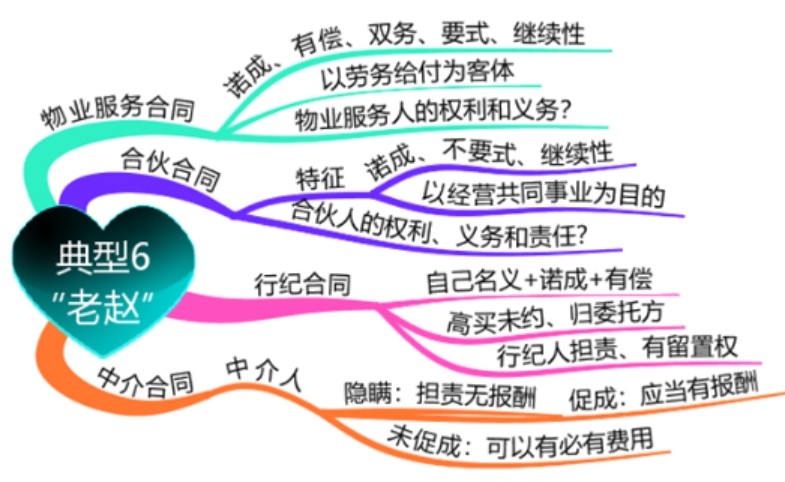 典型6
“老赵”
物业服务合同
诺成、有偿、双务、要式、继续性
以劳务给付为客体
物业服务人的权利和义务?
合伙合同
特征
诺成、不要式、继续性
以经营共同事业为目的
合伙人的权利、义务和责任?
行纪合同
自己名义+诺成+有偿
高买未约、归委托方
行纪人担责、有留置权
中介合同
中介人
隐瞒：担责无报酬
促成：应当有报酬
未促成：可以有必有费用